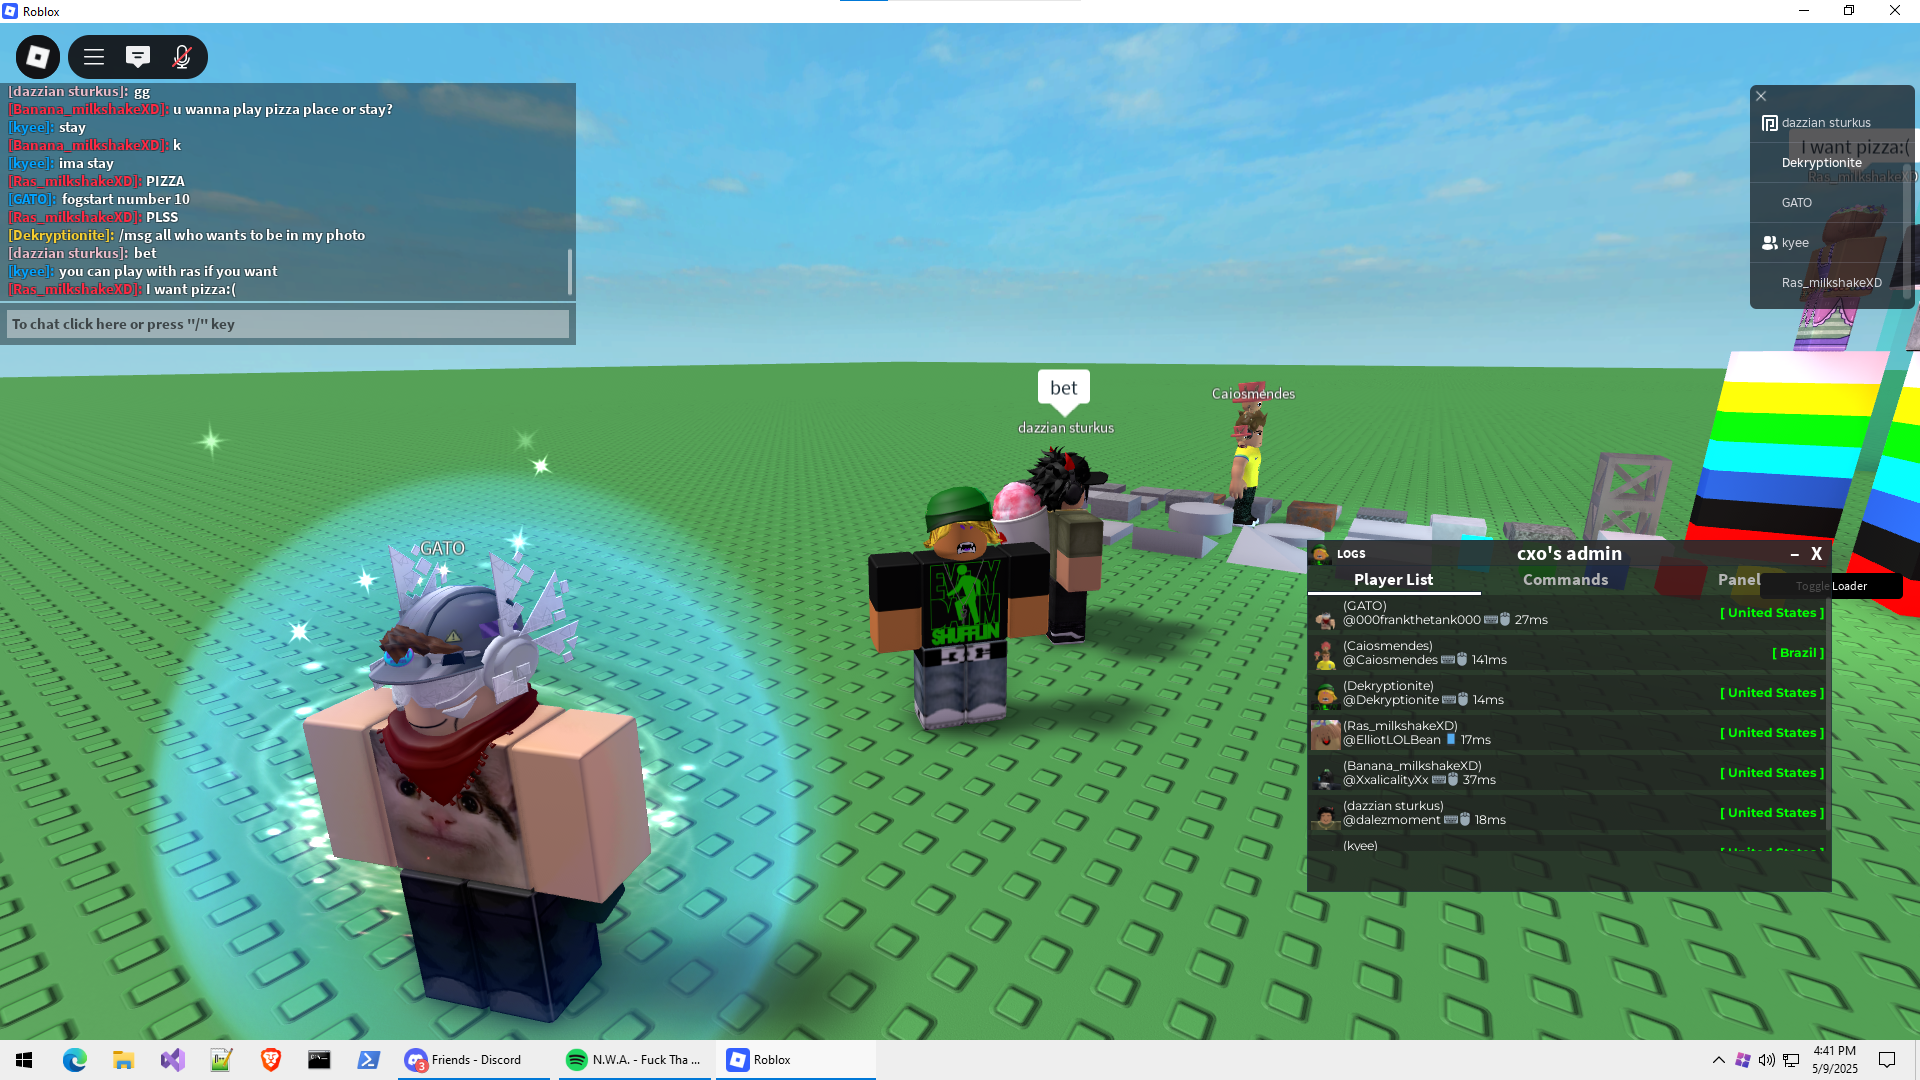 Roblox
[dazzian sturkus]: gg
[Banana_milkshakeXD]: u wanna play pizza place or stay?
[kyee]: stay
[Banana_milkshakeXD]: k
[kyee]: ima stay
[Ras_milkshakeXD]: PIZZA
[GATO]: fogstart number 10
[Ras_milkshakeXD]: PLSS
[Dekryptionite]: /msg all who wants to be in my photo
[dazzian sturkus]: bet
[kyee]: you can play with ras if you want
[Ras_milkshakeXD]: I want pizza:(
To chat click here or press "/" key
dazzian sturkus
I want pizza:(
Dekryptionite
Ras_milkshakeXD
GATO
kyee
Ras_milkshakeXD
bet
dazzian sturkus
Caiosmendes
GATO
EVERY
SHUFFLIN
LOGS
cxo's admin
– X
Player List
Commands
Panel
Toggle Loader
(GATO)
@000frankthetank000 27ms
[ United States ]
(Caiosmendes)
@Caiosmendes 141ms
[ Brazil ]
(Dekryptionite)
@Dekryptionite 14ms
[ United States ]
(Ras_milkshakeXD)
@ElliotLOLBean 17ms
[ United States ]
(Banana_milkshakeXD)
@XxalicalityXx 37ms
[ United States ]
(dazzian sturkus)
@dalezmoment 18ms
[ United States ]
(kyee)
[ United States ]
3
Friends - Discord
N.W.A. - Fuck Tha ...
Roblox
4:41 PM
5/9/2025